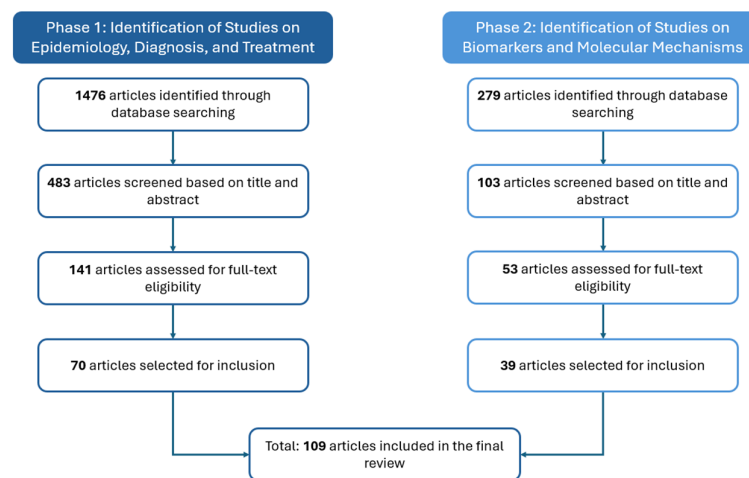 Phase 1: Identification of Studies on
Epidemiology, Diagnosis, and Treatment
1476 articles identified through
database searching
483 articles screened based on title and
abstract
141 articles assessed for full-text
eligibility
70 articles selected for inclusion
Phase 2: Identification of Studies on
Biomarkers and Molecular Mechanisms
279 articles identified through database
searching
103 articles screened based on title and
abstract
53 articles assessed for full-text
eligibility
39 articles selected for inclusion
Total: 109 articles included in the final
review